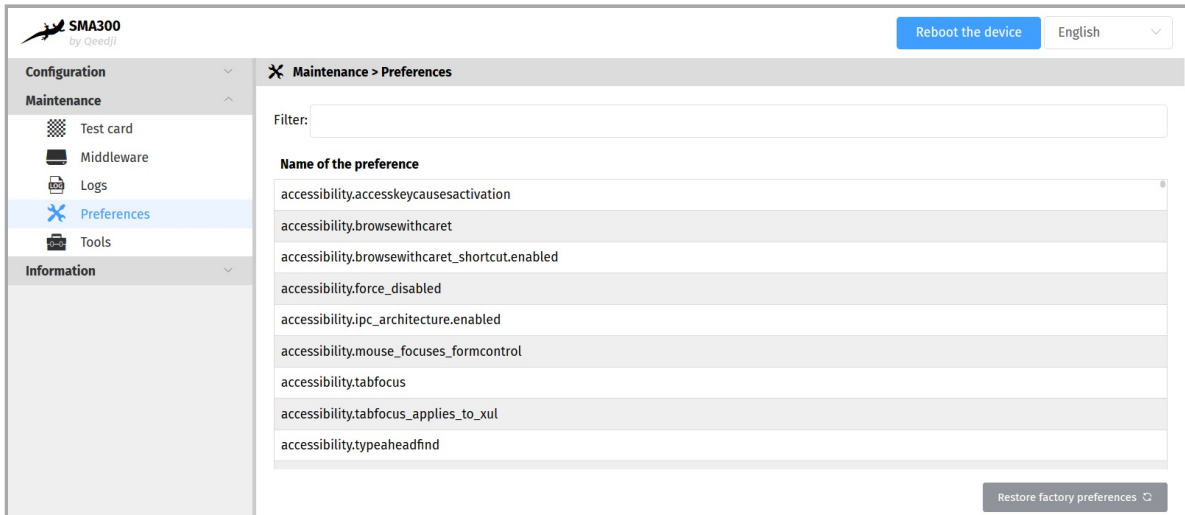 SMA300
by Qeedji
Reboot the device
English
Configuration
Maintenance
Test card
Middleware
LOG
Logs
Preferences
Tools
Information
Maintenance > Preferences
Filter:
Name of the preference
accessibility.accesskeycausesactivation
accessibility.browsewithcaret
accessibility.browsewithcaret_shortcut.enabled
accessibility.force_disabled
accessibility.ipc_architecture.enabled
accessibility.mouse_focuses_formcontrol
accessibility.tabfocus
accessibility.tabfocus_applies_to_xul
accessibility.typeaheadfind
Restore factory preferences